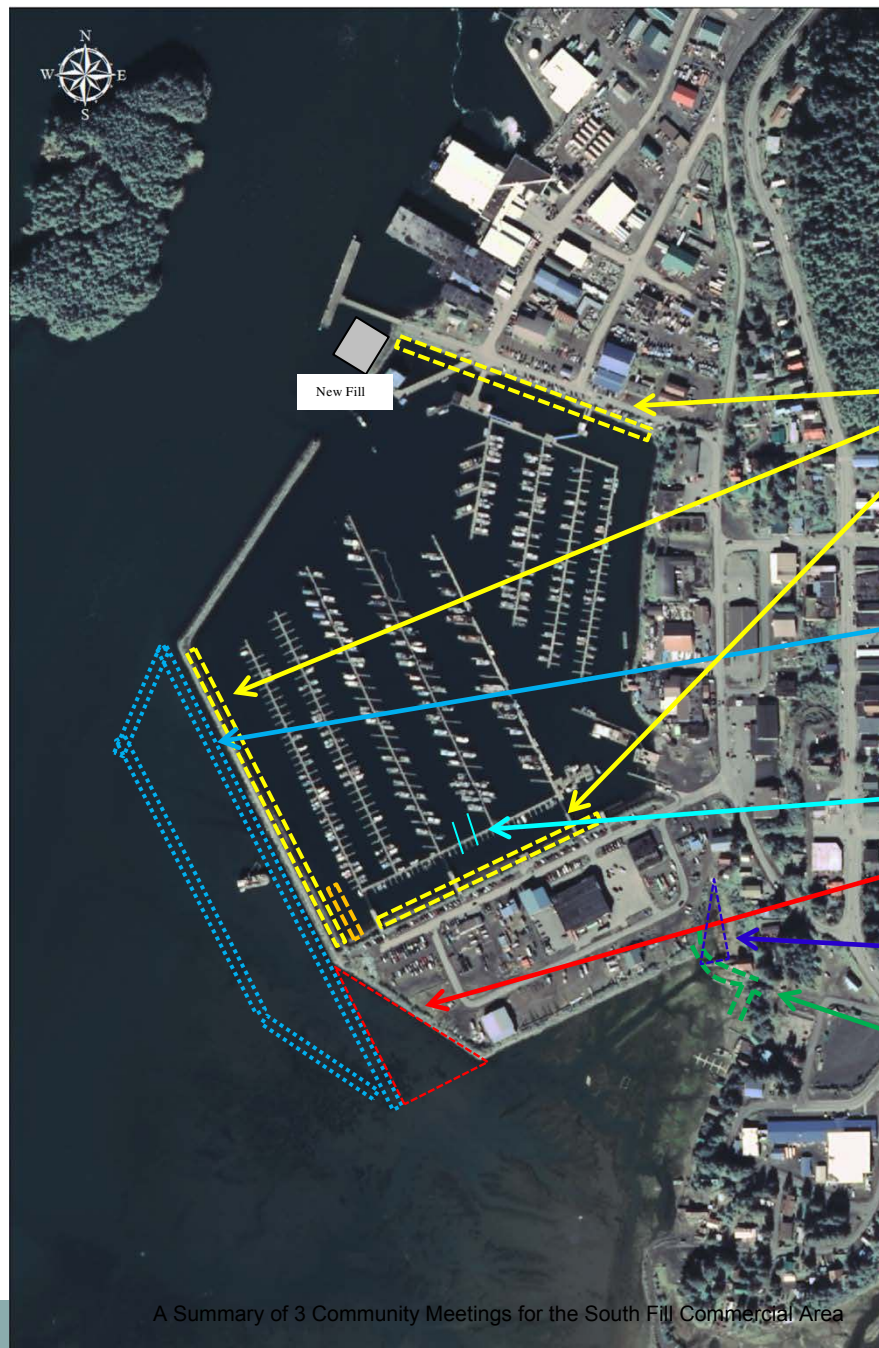 N
W E
S
New Fill
A Summary of 3 Community Meetings for the South Fill Commercial Area